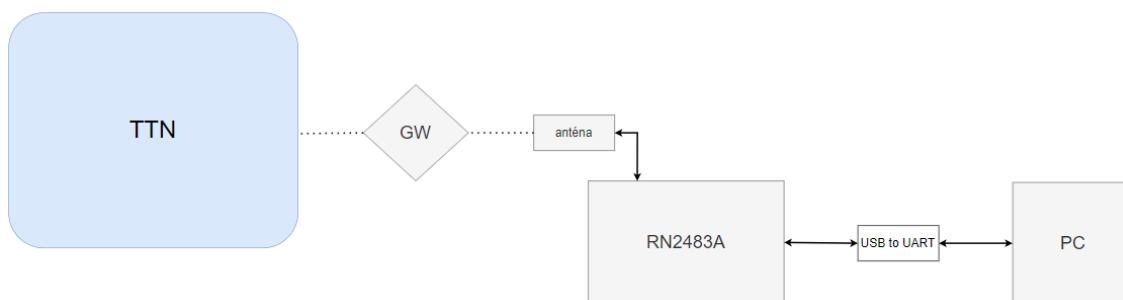 TTN
GW
anténa
RN2483A
USB to UART
PC